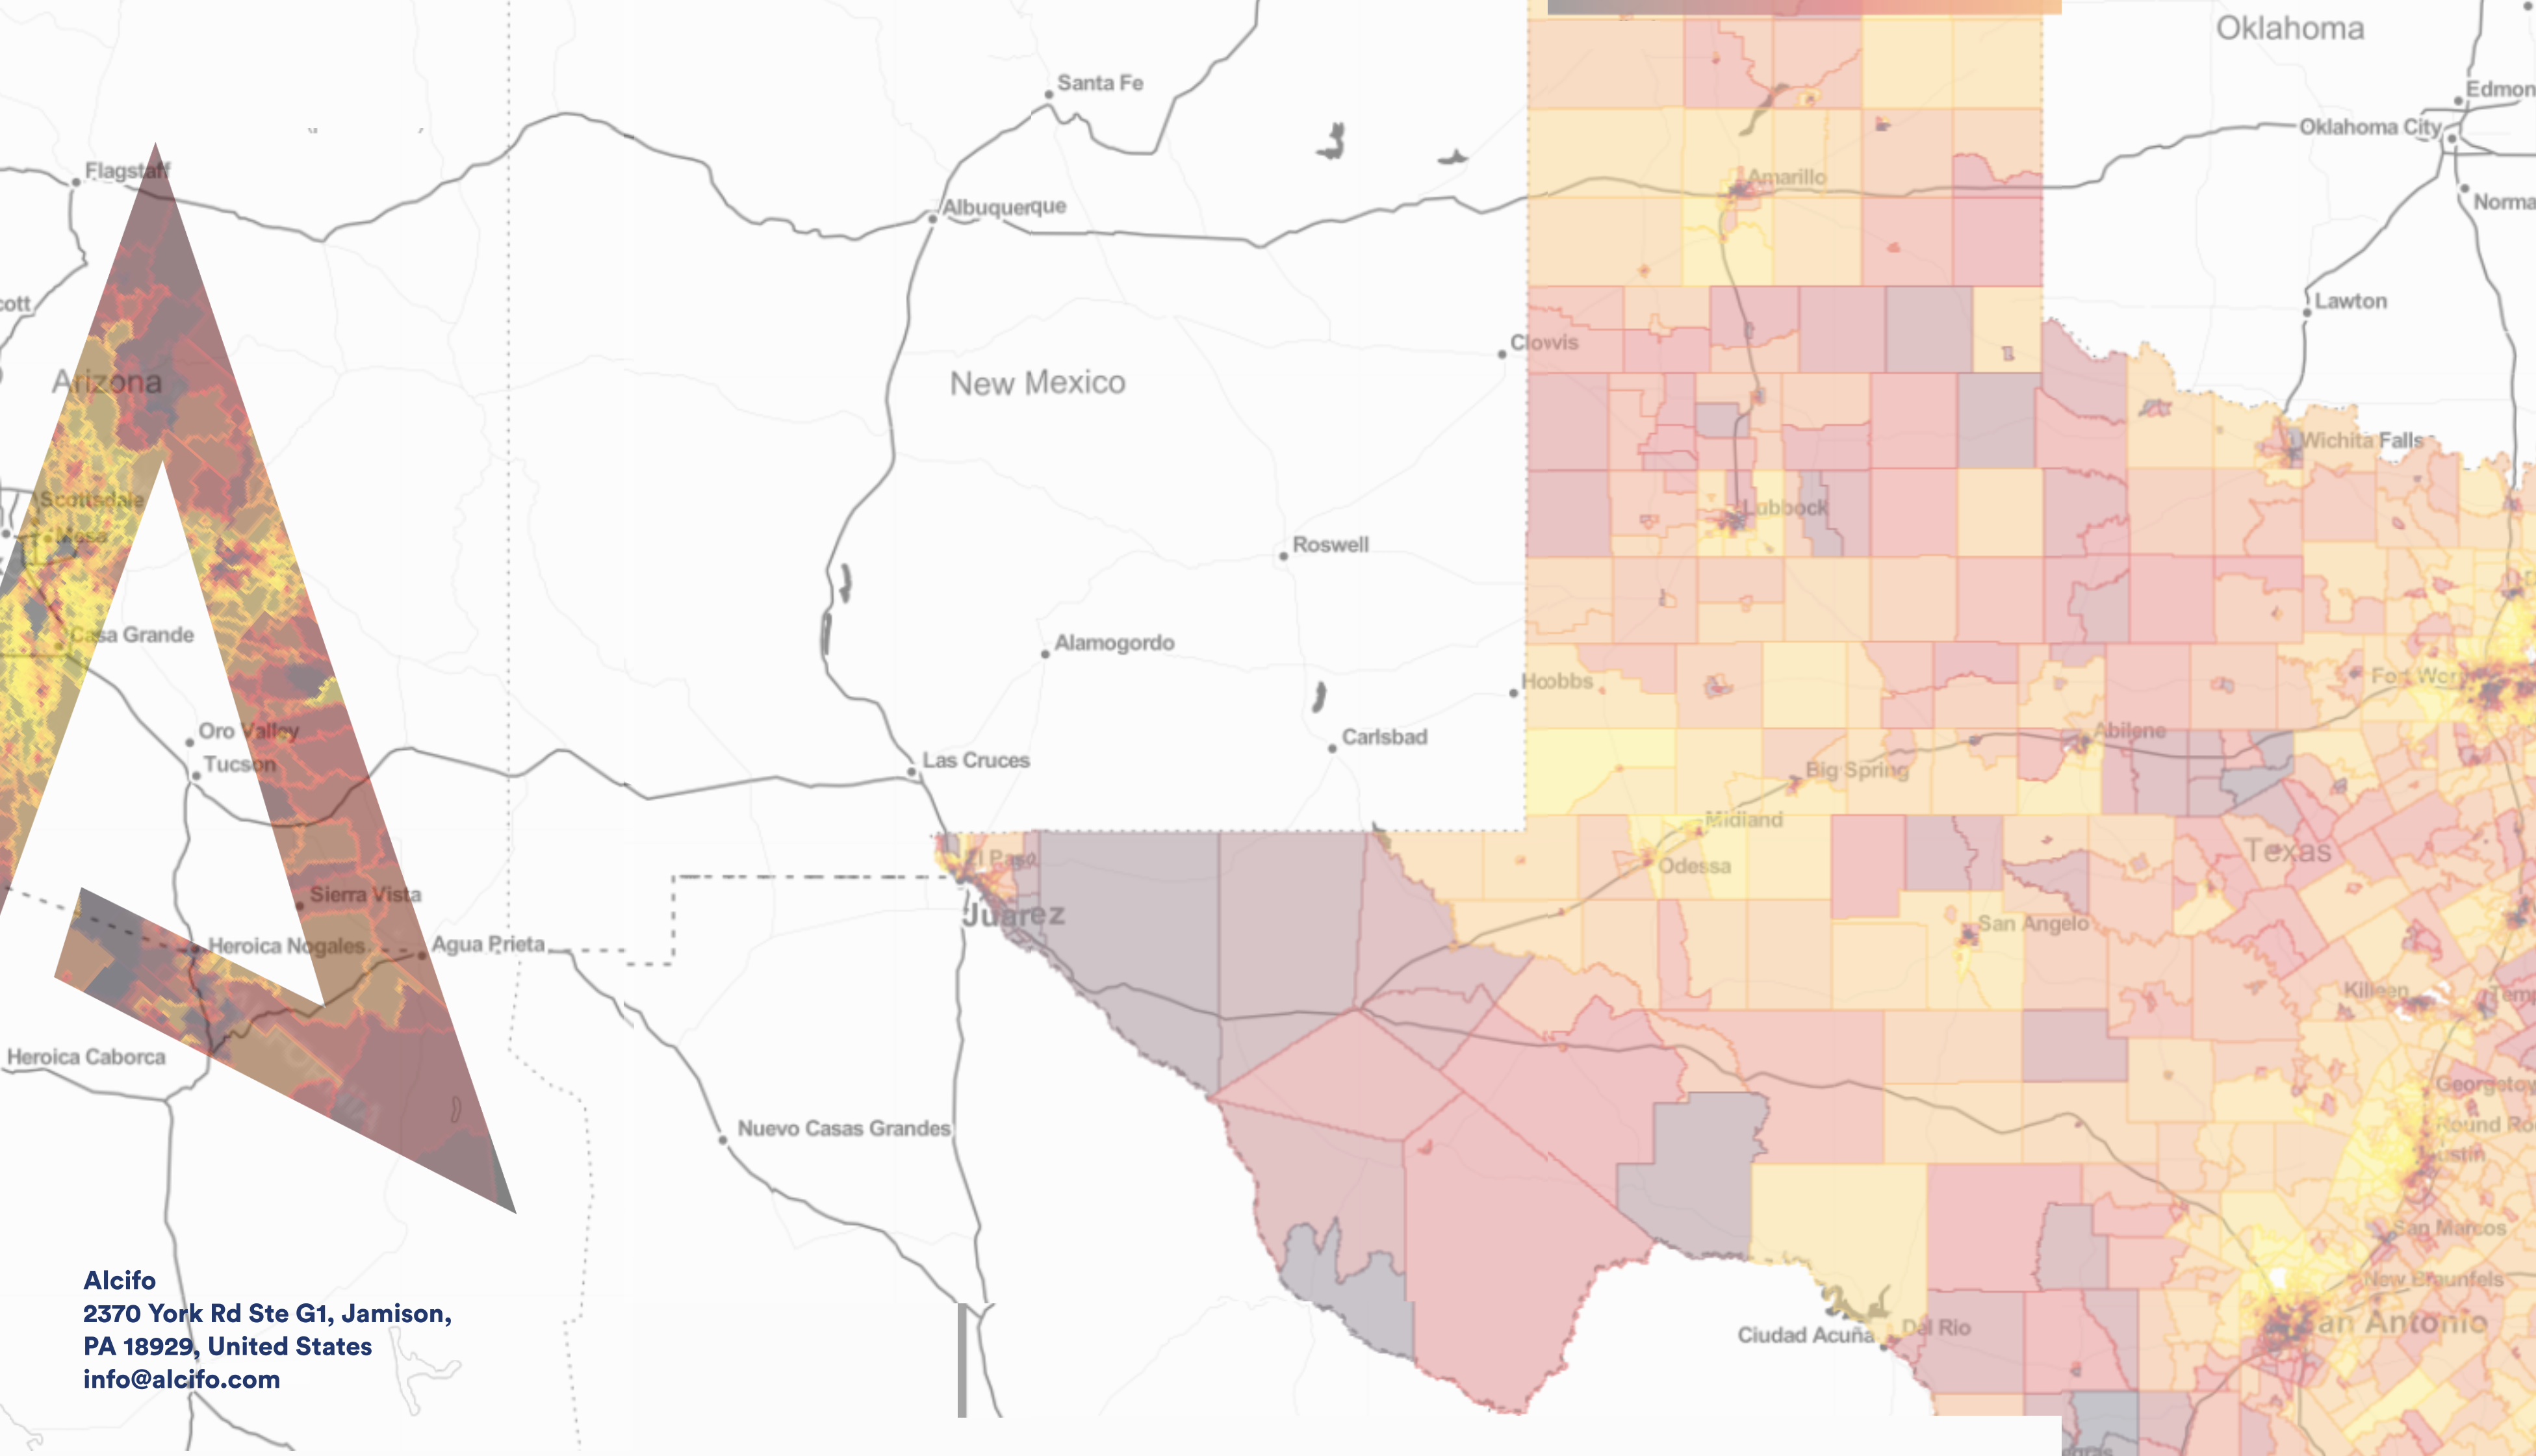 Oklahoma
Edmon
Santa Fe
Oklahoma City
Flagstaff
Amarillo
Norma
Albuquerque
cott
Lawton
Clovis
Arizona
New Mexico
Wichita Falls
Scottsdale
Lubbock
Mesa
Roswell
Casa Grande
Alamogordo
Hobbs
Fort Wor
Oro Valley
Carlsbad
Abilene
Tucson
Las Cruces
Big Spring
Midland
El Paso
Odessa
Texas
Sierra Vista
Juarez
San Angelo
Heroica Nogales
Agua Prieta
Killeen
Temp
Heroica Caborca
Georgetow
Nuevo Casas Grandes
Round Ro
ustin
San Marcos
New Braunfels
Ciudad Acuña
Del Rio
an Antonio
Alcifo
2370 York Rd Ste G1, Jamison,
PA 18929, United States
info@alcifo.com